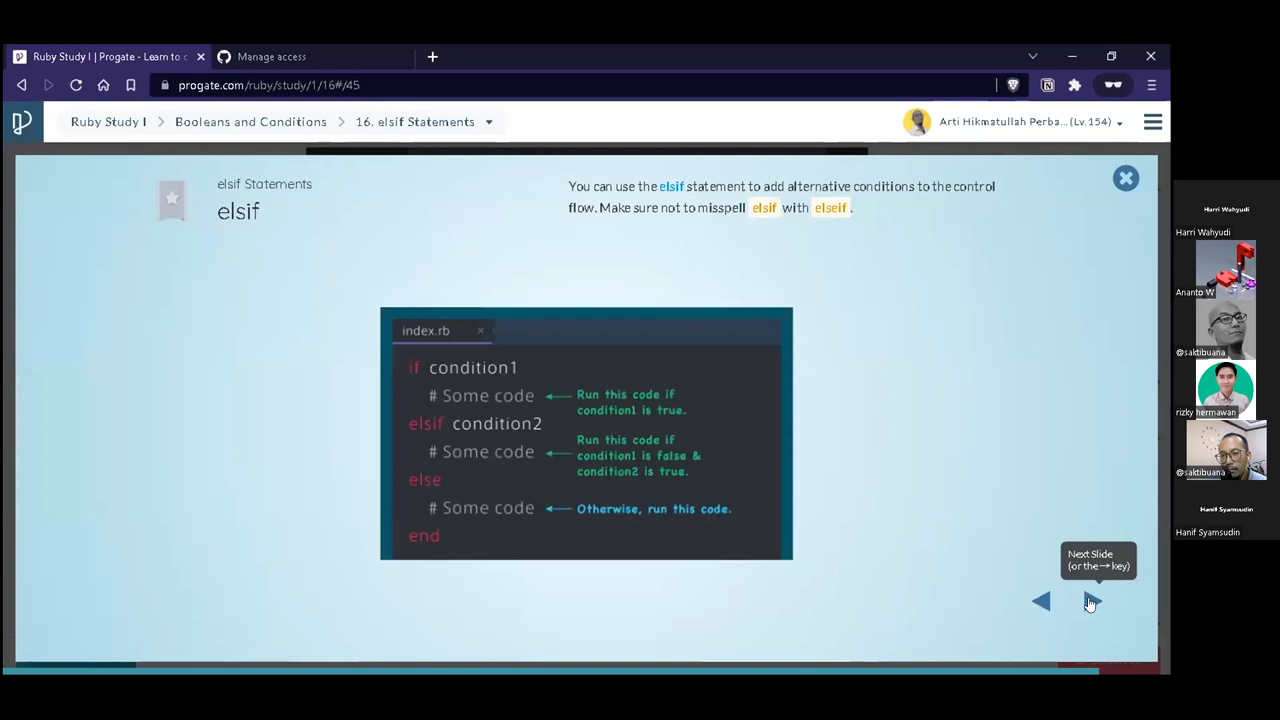 Ruby Study I | Progate - Learn to c
Manage access
progate.com/ruby/study/1/16#/45
Ruby Study I
Booleans and Conditions
16. elsif Statements
Arti Hikmatullah Perba...(Lv.154)
elsif Statements
elsif
You can use the elsif statement to add alternative conditions to the control
flow. Make sure not to misspell elsif with elseif.
index.rb
if condition1
# Some code
Run this code if
condition1 is true.
elsif condition2
# Some code
Run this code if
condition1 is false &
condition2 is true.
else
# Some code
Otherwise, run this code.
end
Next Slide
(or the → key)
Harri Wahyudi
Harri Wahyudi
Ananto W
@saktibuana
rizky hermawan
@saktibuana
Hanif Syamsudin
Hanif Syamsudin